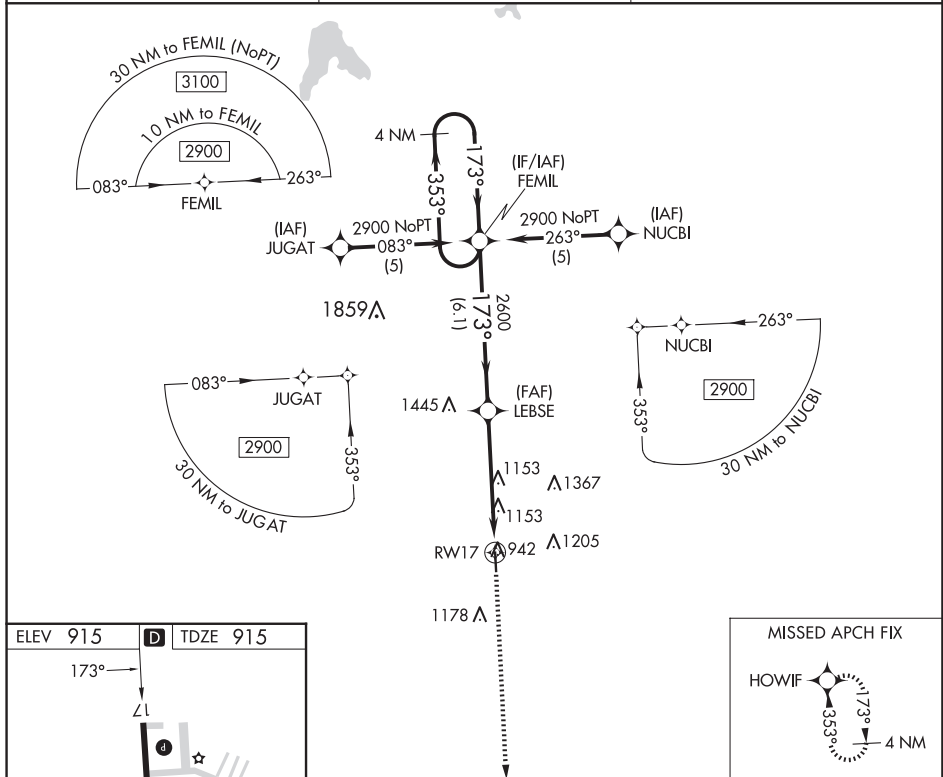 30 NM to FEMIL (NoPT)
3100
10 NM to FEMIL
2900
083°
263°
FEMIL
4 NM
353°
173°
(IF/IAF)
FEMIL
(IAF)
JUGAT
2900 NoPT
083°
(5)
2900 NoPT
263°
(5)
(IAF)
NUCBI
1859
2600
173°
(6.1)
263°
NUCBI
2900
353°
30 NM to NUCBI
083°
JUGAT
2900
353°
30 NM to JUGAT
1445
(FAF)
LEBSE
1153
1367
1153
RW17
942
1205
1178
ELEV 915
D
TDZE 915
173°
17
P
MISSED APCH FIX
HOWIF
353°
173°
4 NM